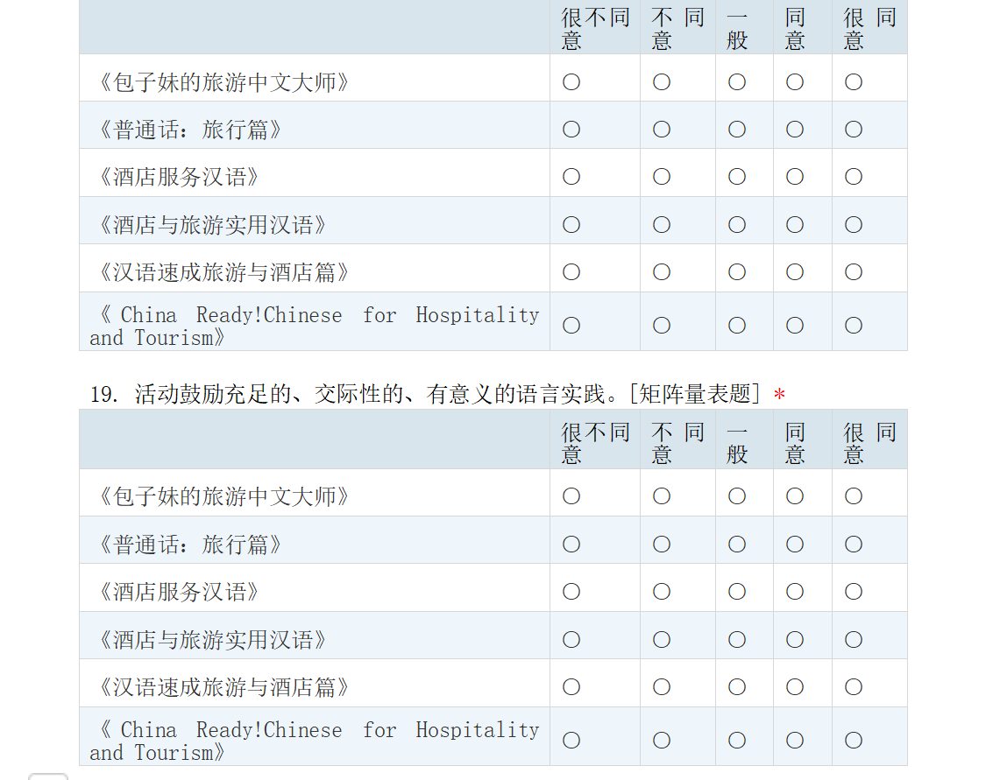 很不同意 不同意 一般 同意 很同意
《包子妹的旅游中文大师》 ○ ○ ○ ○ ○
《普通话：旅行篇》 ○ ○ ○ ○ ○
《酒店服务汉语》 ○ ○ ○ ○ ○
《酒店与旅游实用汉语》 ○ ○ ○ ○ ○
《汉语速成旅游与酒店篇》 ○ ○ ○ ○ ○
《China Ready!Chinese for Hospitality
and Tourism》 ○ ○ ○ ○ ○
19. 活动鼓励充足的、交际性的、有意义的语言实践。[矩阵量表题] *
很不同意 不同意 一般 同意 很同意
《包子妹的旅游中文大师》 ○ ○ ○ ○ ○
《普通话：旅行篇》 ○ ○ ○ ○ ○
《酒店服务汉语》 ○ ○ ○ ○ ○
《酒店与旅游实用汉语》 ○ ○ ○ ○ ○
《汉语速成旅游与酒店篇》 ○ ○ ○ ○ ○
《China Ready!Chinese for Hospitality
and Tourism》 ○ ○ ○ ○ ○